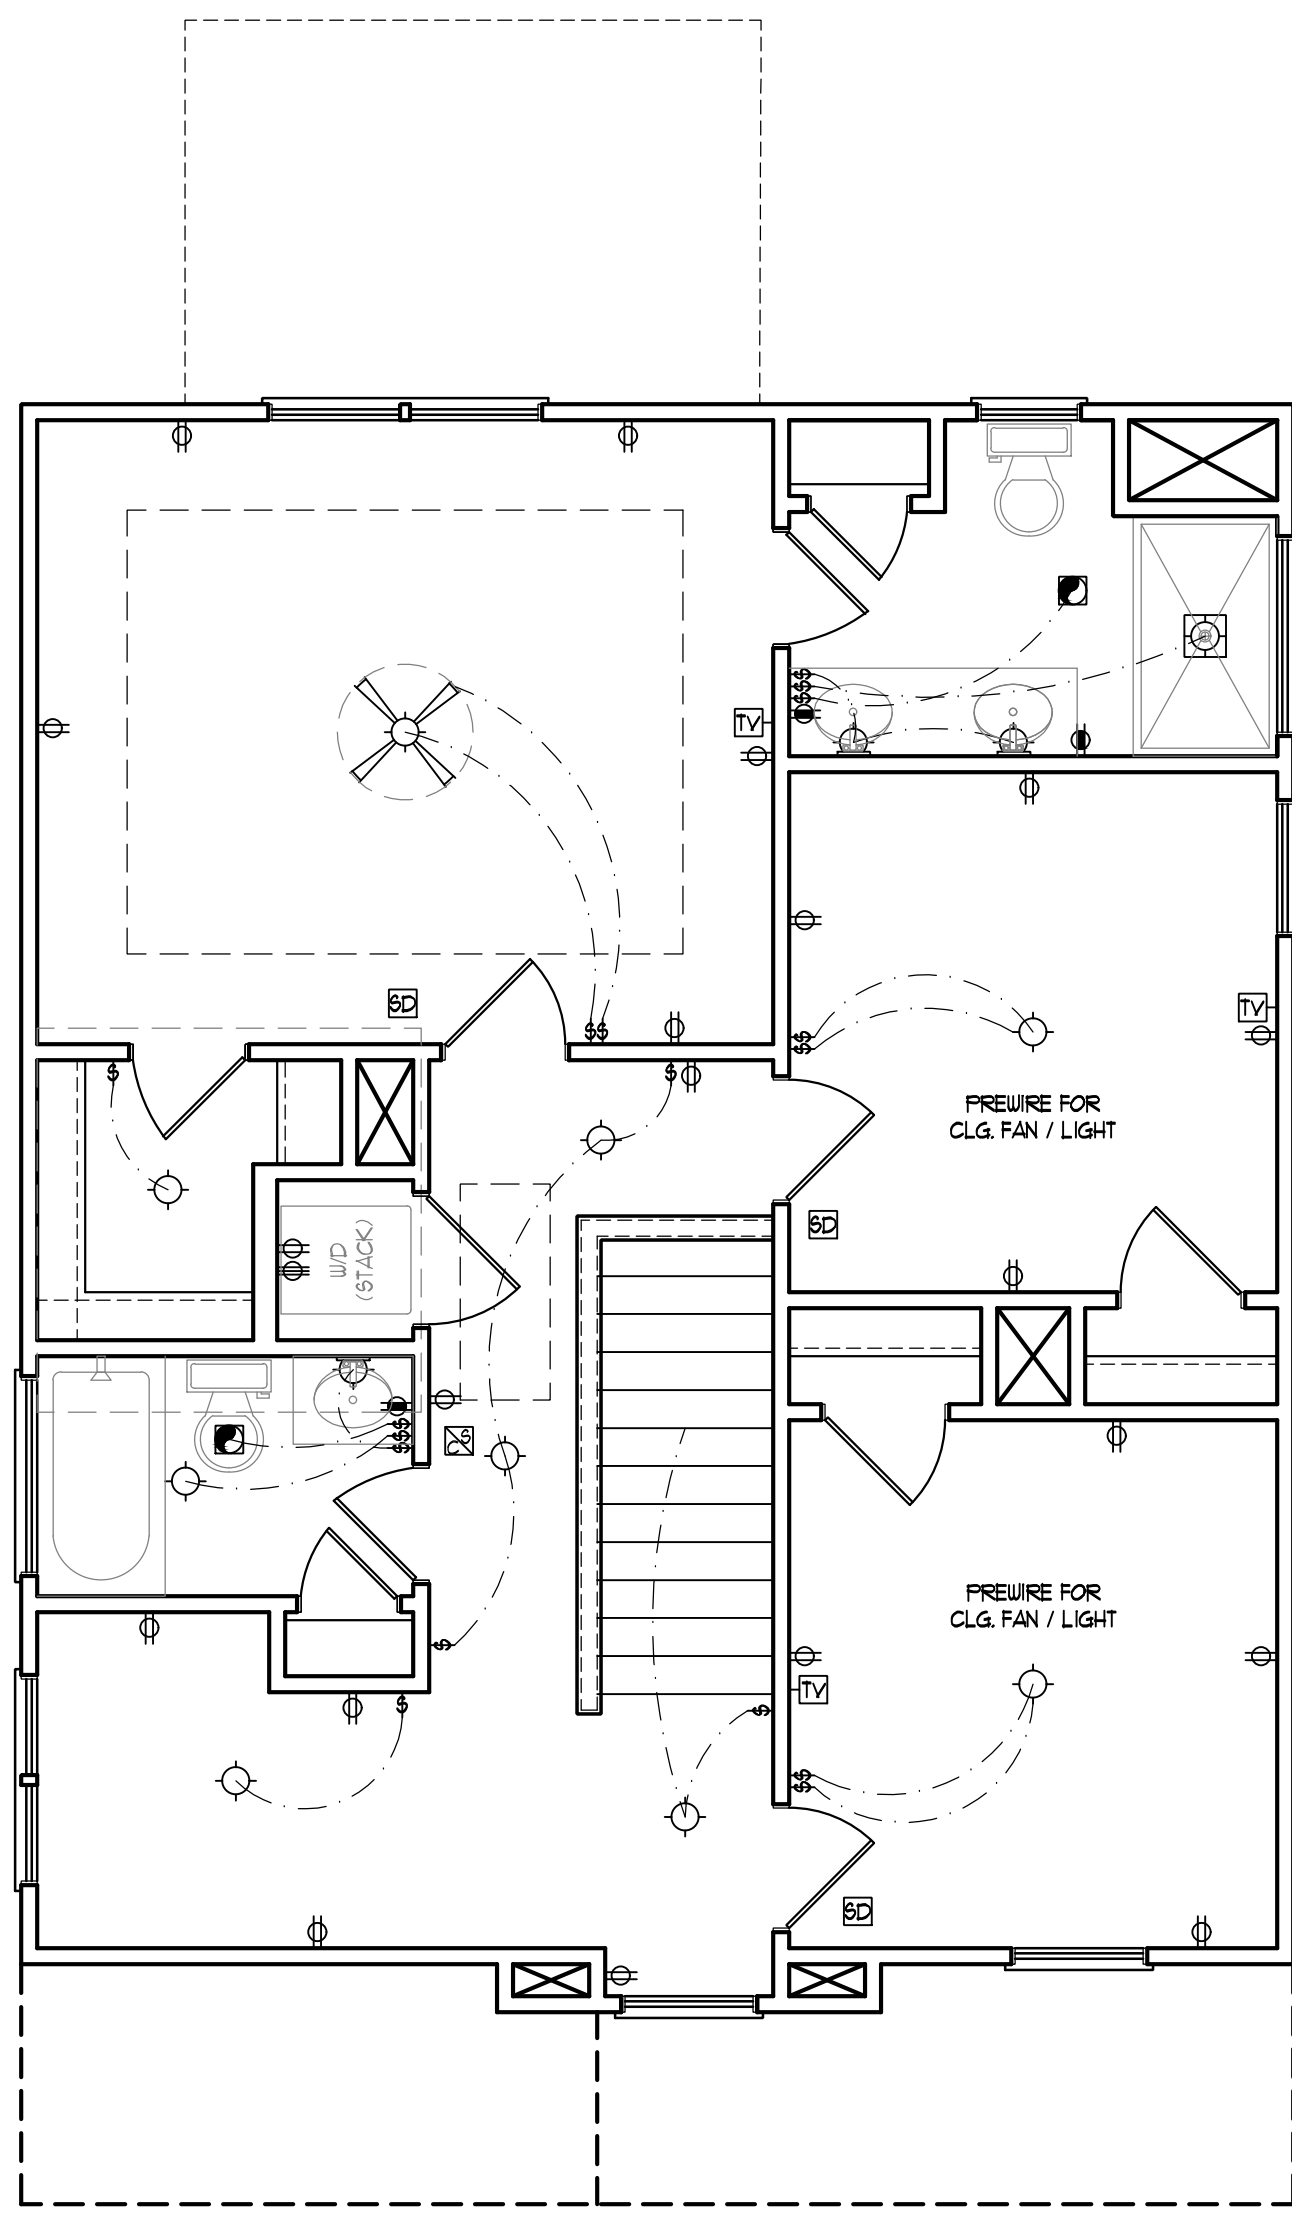 TV
SD
TV
PREWIRE FOR
CLG. FAN / LIGHT
$$
$$
$
$
SD
W/D
(STACK)
$$$
$$$
CS
PREWIRE FOR
CLG. FAN / LIGHT
$
TV
$
$
$$
SD